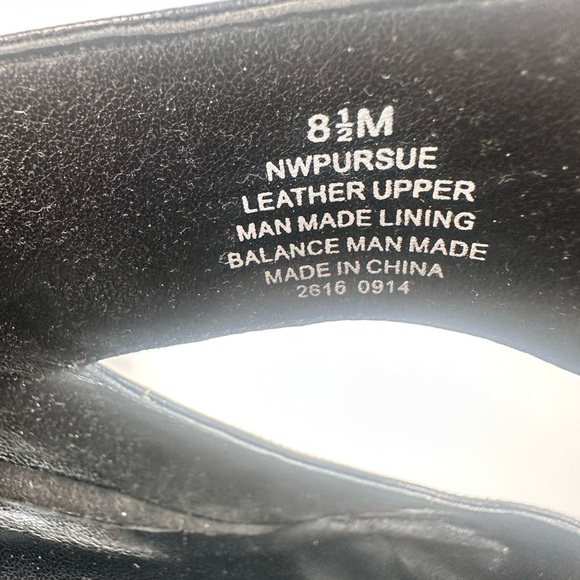 8½M
NWPURSUE
LEATHER UPPER
MAN MADE LINING
BALANCE MAN MADE
MADE IN CHINA
2616 0914